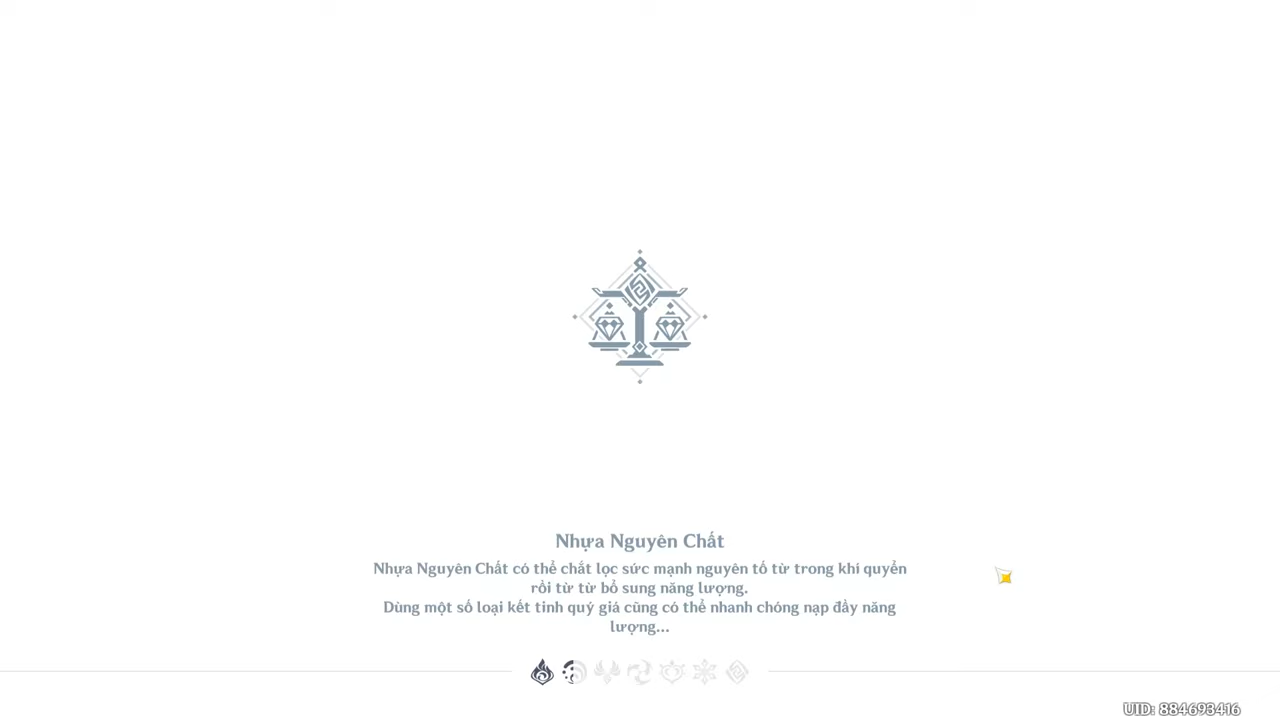 Nhựa Nguyên Chất
Nhựa Nguyên Chất có thể chắt lọc sức mạnh nguyên tố từ trong khí quyển
rồi từ từ bổ sung năng lượng.
Dùng một số loại kết tinh quý giá cũng có thể nhanh chóng nạp đầy năng
lượng...
UID: 884693416